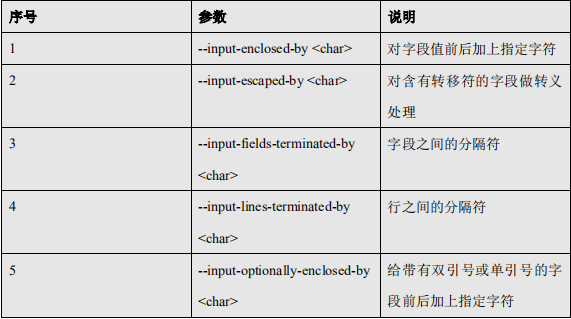 序号 参数 说明
1 --input-enclosed-by <char> 对字段值前后加上指定字符
2 --input-escaped-by <char> 对含有转移符的字段做转义
处理
3 --input-fields-terminated-by 字段之间的分隔符
<char>
4 --input-lines-terminated-by 行之间的分隔符
<char>
5 --input-optionally-enclosed-by 给带有双引号或单引号的字
<char> 段前后加上指定字符